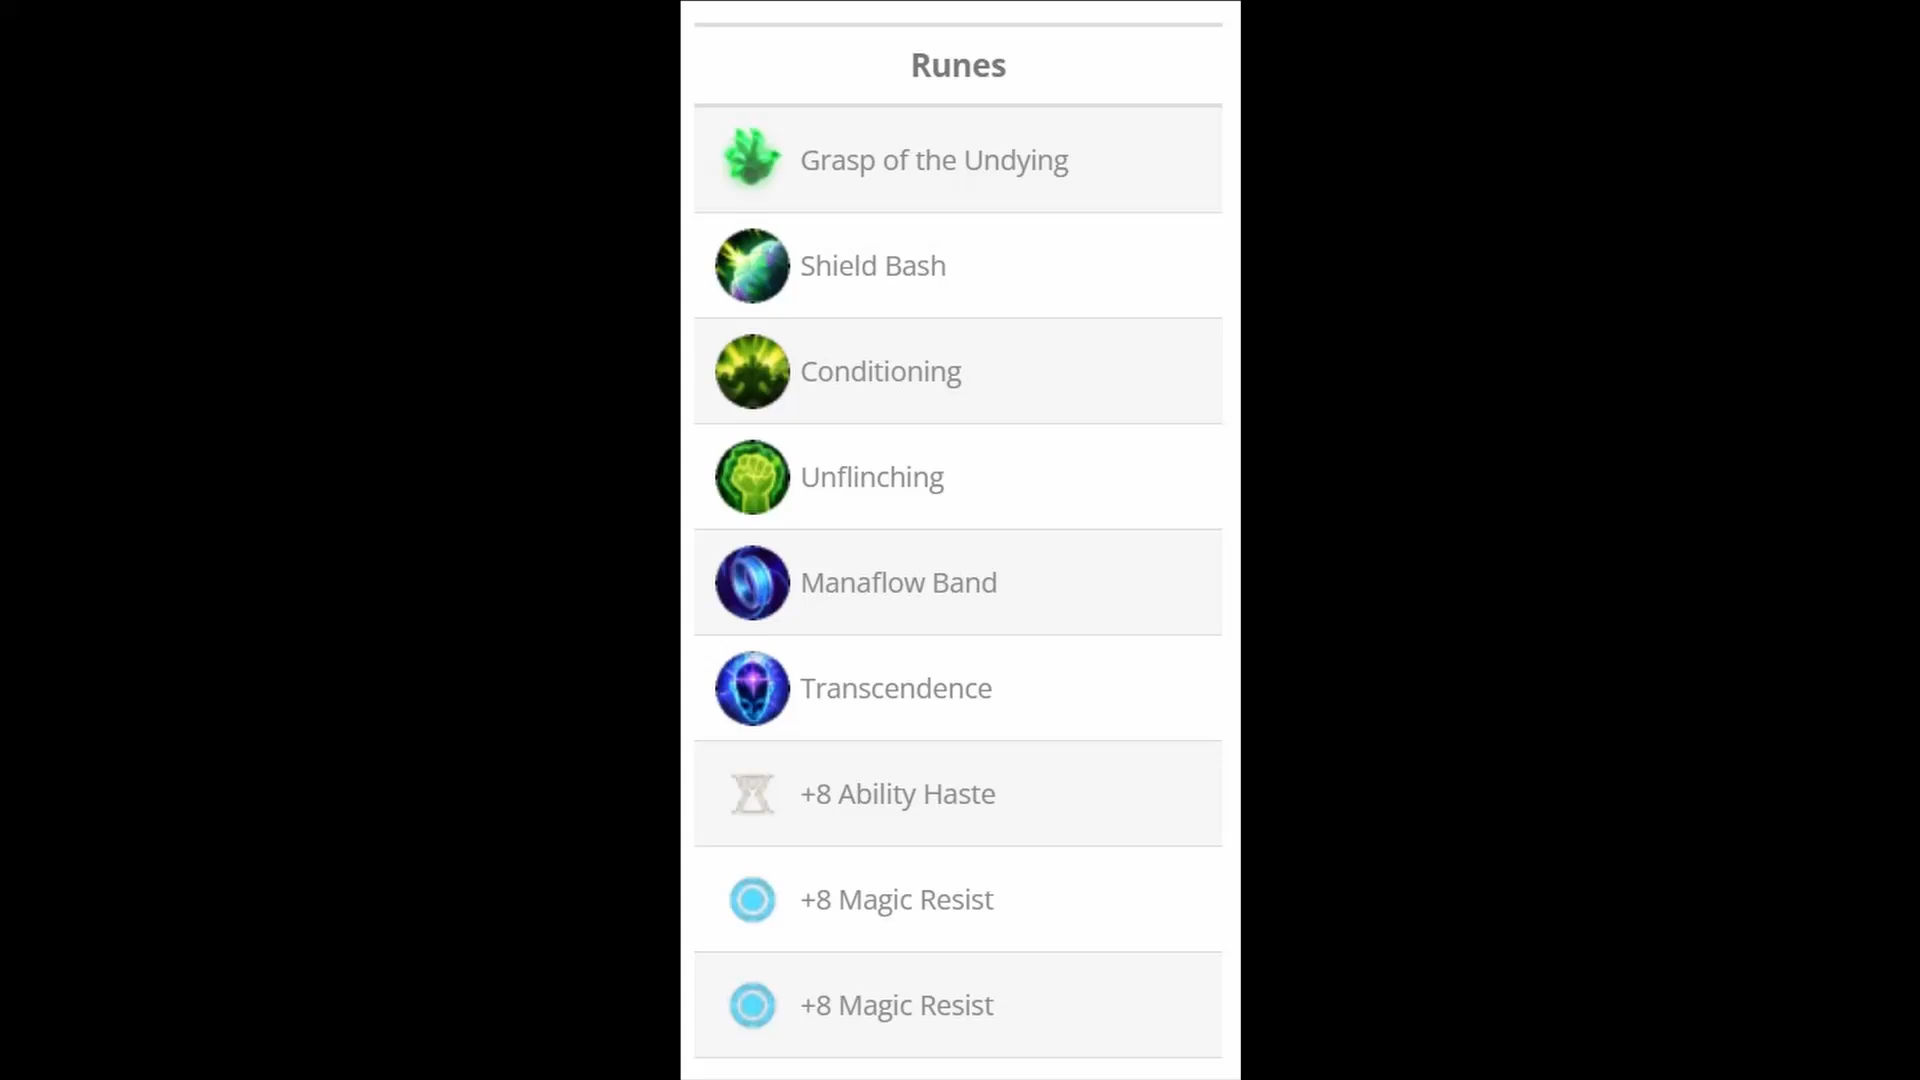 Runes
Grasp of the Undying
Shield Bash
Conditioning
Unflinching
Manaflow Band
Transcendence
+8 Ability Haste
+8 Magic Resist
+8 Magic Resist